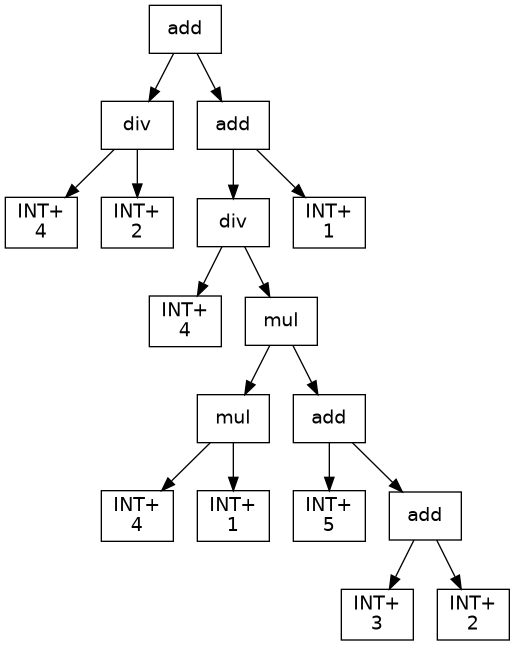 add
div
add
INT+
4
INT+
2
div
INT+
1
INT+
4
mul
mul
add
INT+
4
INT+
1
INT+
5
add
INT+
3
INT+
2